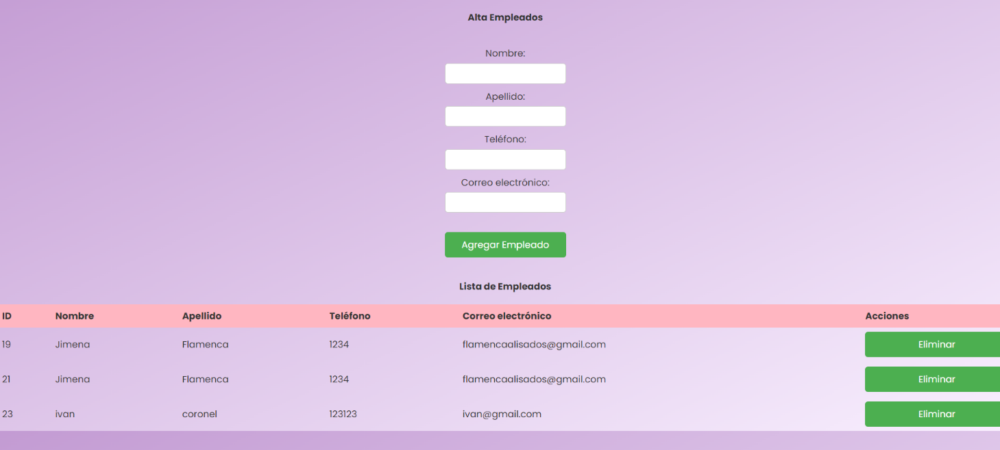 Alta Empleados
Nombre:
Apellido:
Teléfono:
Correo electrónico:
Agregar Empleado
Lista de Empleados
ID Nombre Apellido Teléfono Correo electrónico Acciones
19 Jimena Flamenca 1234 flamencaalisados@gmail.com Eliminar
21 Jimena Flamenca 1234 flamencaalisados@gmail.com Eliminar
23 ivan coronel 123123 ivan@gmail.com Eliminar